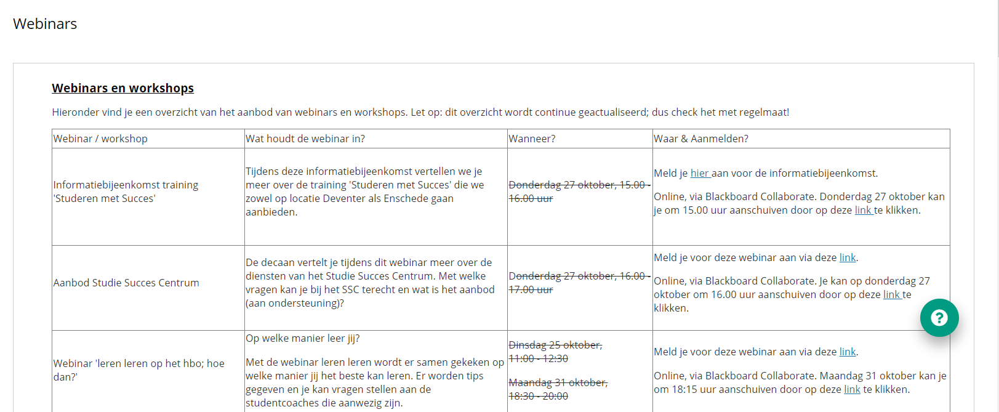 Webinars
Webinars en workshops
Hieronder vind je een overzicht van het aanbod van webinars en workshops. Let op: dit overzicht wordt continue geactualiseerd; dus check het met regelmaat!
Webinar / workshop
Wat houdt de webinar in?
Wanneer?
Waar & Aanmelden?
Informatiebijeenkomst training
'Studeren met Succes'
Tijdens deze informatiebijeenkomst vertellen we je
meer over de training 'Studeren met Succes' die we
zowel op locatie Deventer als Enschede gaan
aanbieden.
Donderdag 27 oktober, 15.00 -
16.00 uur
Meld je hier aan voor de informatiebijeenkomst.
Online, via Blackboard Collaborate. Donderdag 27 oktober kan
je om 15.00 uur aanschuiven door op deze link te klikken.
Aanbod Studie Succes Centrum
De decaan vertelt je tijdens dit webinar meer over de
diensten van het Studie Succes Centrum. Met welke
vragen kan je bij het SSC terecht en wat is het aanbod
(aan ondersteuning)?
Donderdag 27 oktober, 16.00 -
17.00 uur
Meld je voor deze webinar aan via deze link.
Online, via Blackboard Collaborate. Je kan op donderdag 27
oktober om 16.00 uur aanschuiven door op deze link te
klikken.
Webinar 'leren leren op het hbo; hoe
dan?'
Op welke manier leer jij?
Met de webinar leren leren wordt er samen gekeken op
welke manier jij het beste kan leren. Er worden tips
gegeven en je kan vragen stellen aan de
studentcoaches die aanwezig zijn.
Dinsdag 25 oktober,
11:00 - 12:30
Maandag 31 oktober,
18:30 - 20:00
Meld je voor deze webinar aan via deze link.
Online, via Blackboard Collaborate. Maandag 31 oktober kan je
om 18:15 uur aanschuiven door op deze link te klikken.
?